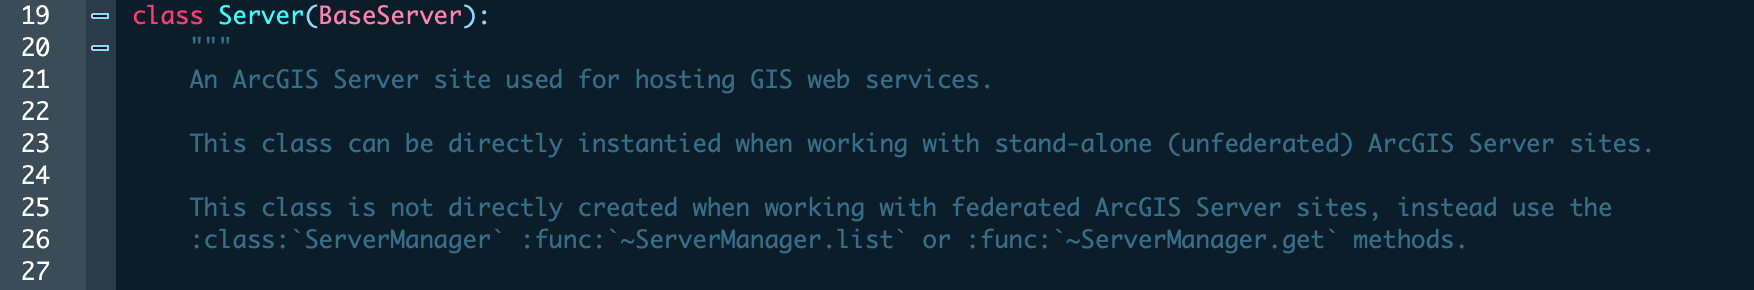 19 class Server(BaseServer):
20 """
21 An ArcGIS Server site used for hosting GIS web services.
22
23 This class can be directly instantied when working with stand-alone (unfederated) ArcGIS Server sites.
24
25 This class is not directly created when working with federated ArcGIS Server sites, instead use the
26 :class:`ServerManager` :func:`~ServerManager.list` or :func:`~ServerManager.get` methods.
27